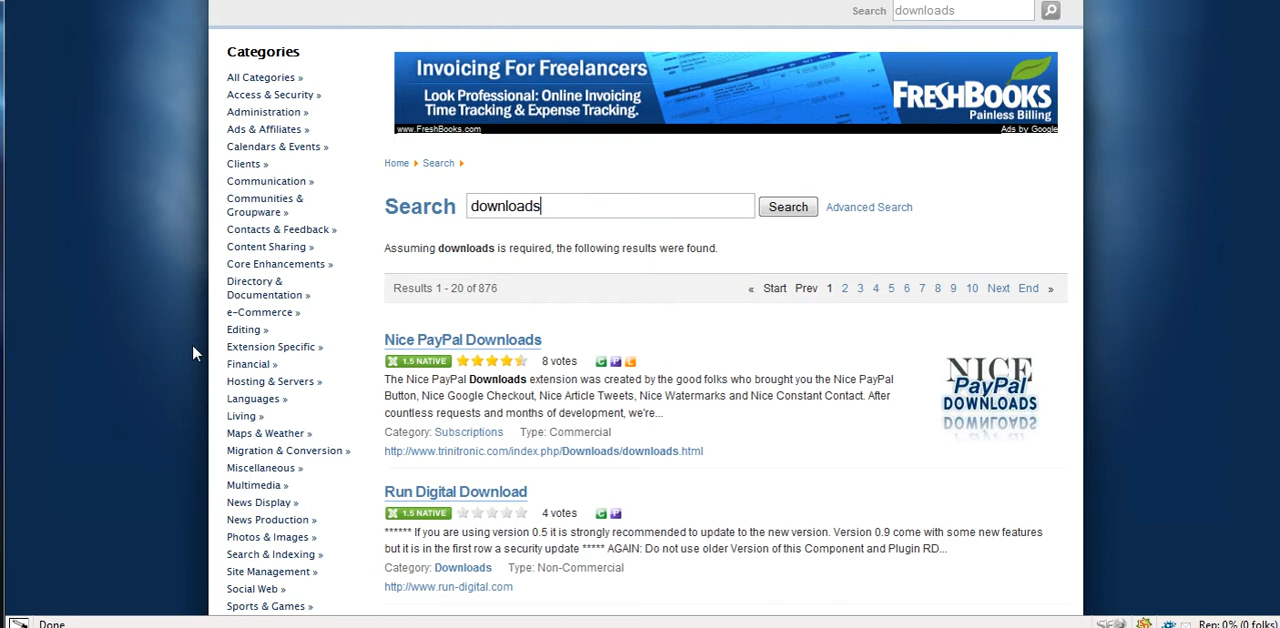 Search downloads
Categories
All Categories »
Access & Security »
Administration »
Ads & Affiliates »
Calendars & Events »
Clients »
Communication »
Communities &
Groupware »
Contacts & Feedback »
Content Sharing »
Core Enhancements »
Directory &
Documentation »
e-Commerce »
Editing »
Extension Specific »
Financial »
Hosting & Servers »
Languages »
Living »
Maps & Weather »
Migration & Conversion »
Miscellaneous »
Multimedia »
News Display »
News Production »
Photos & Images »
Search & Indexing »
Site Management »
Social Web »
Sports & Games »
Invoicing For Freelancers
Look Professional: Online Invoicing
Time Tracking & Expense Tracking.
FRESHBOOKS
Painless Billing
www.FreshBooks.com Ads by Google
Home Search
Search downloads Search Advanced Search
Assuming downloads is required, the following results were found.
Results 1 - 20 of 876 « Start Prev 1 2 3 4 5 6 7 8 9 10 Next End »
Nice PayPal Downloads
1.5 NATIVE 8 votes C P L
The Nice PayPal Downloads extension was created by the good folks who brought you the Nice PayPal
Button, Nice Google Checkout, Nice Article Tweets, Nice Watermarks and Nice Constant Contact. After
countless requests and months of development, we're...
Category: Subscriptions Type: Commercial
http://www.trinitronic.com/index.php/Downloads/downloads.html
NICE
PayPal
DOWNLOADS
Run Digital Download
1.5 NATIVE 4 votes C P
****** If you are using version 0.5 it is strongly recommended to update to the new version. Version 0.9 come with some new features
but it is in the first row a security update ***** AGAIN: Do not use older Version of this Component and Plugin RD...
Category: Downloads Type: Non-Commercial
http://www.run-digital.com
Done
Rep: 0% (0 folks)